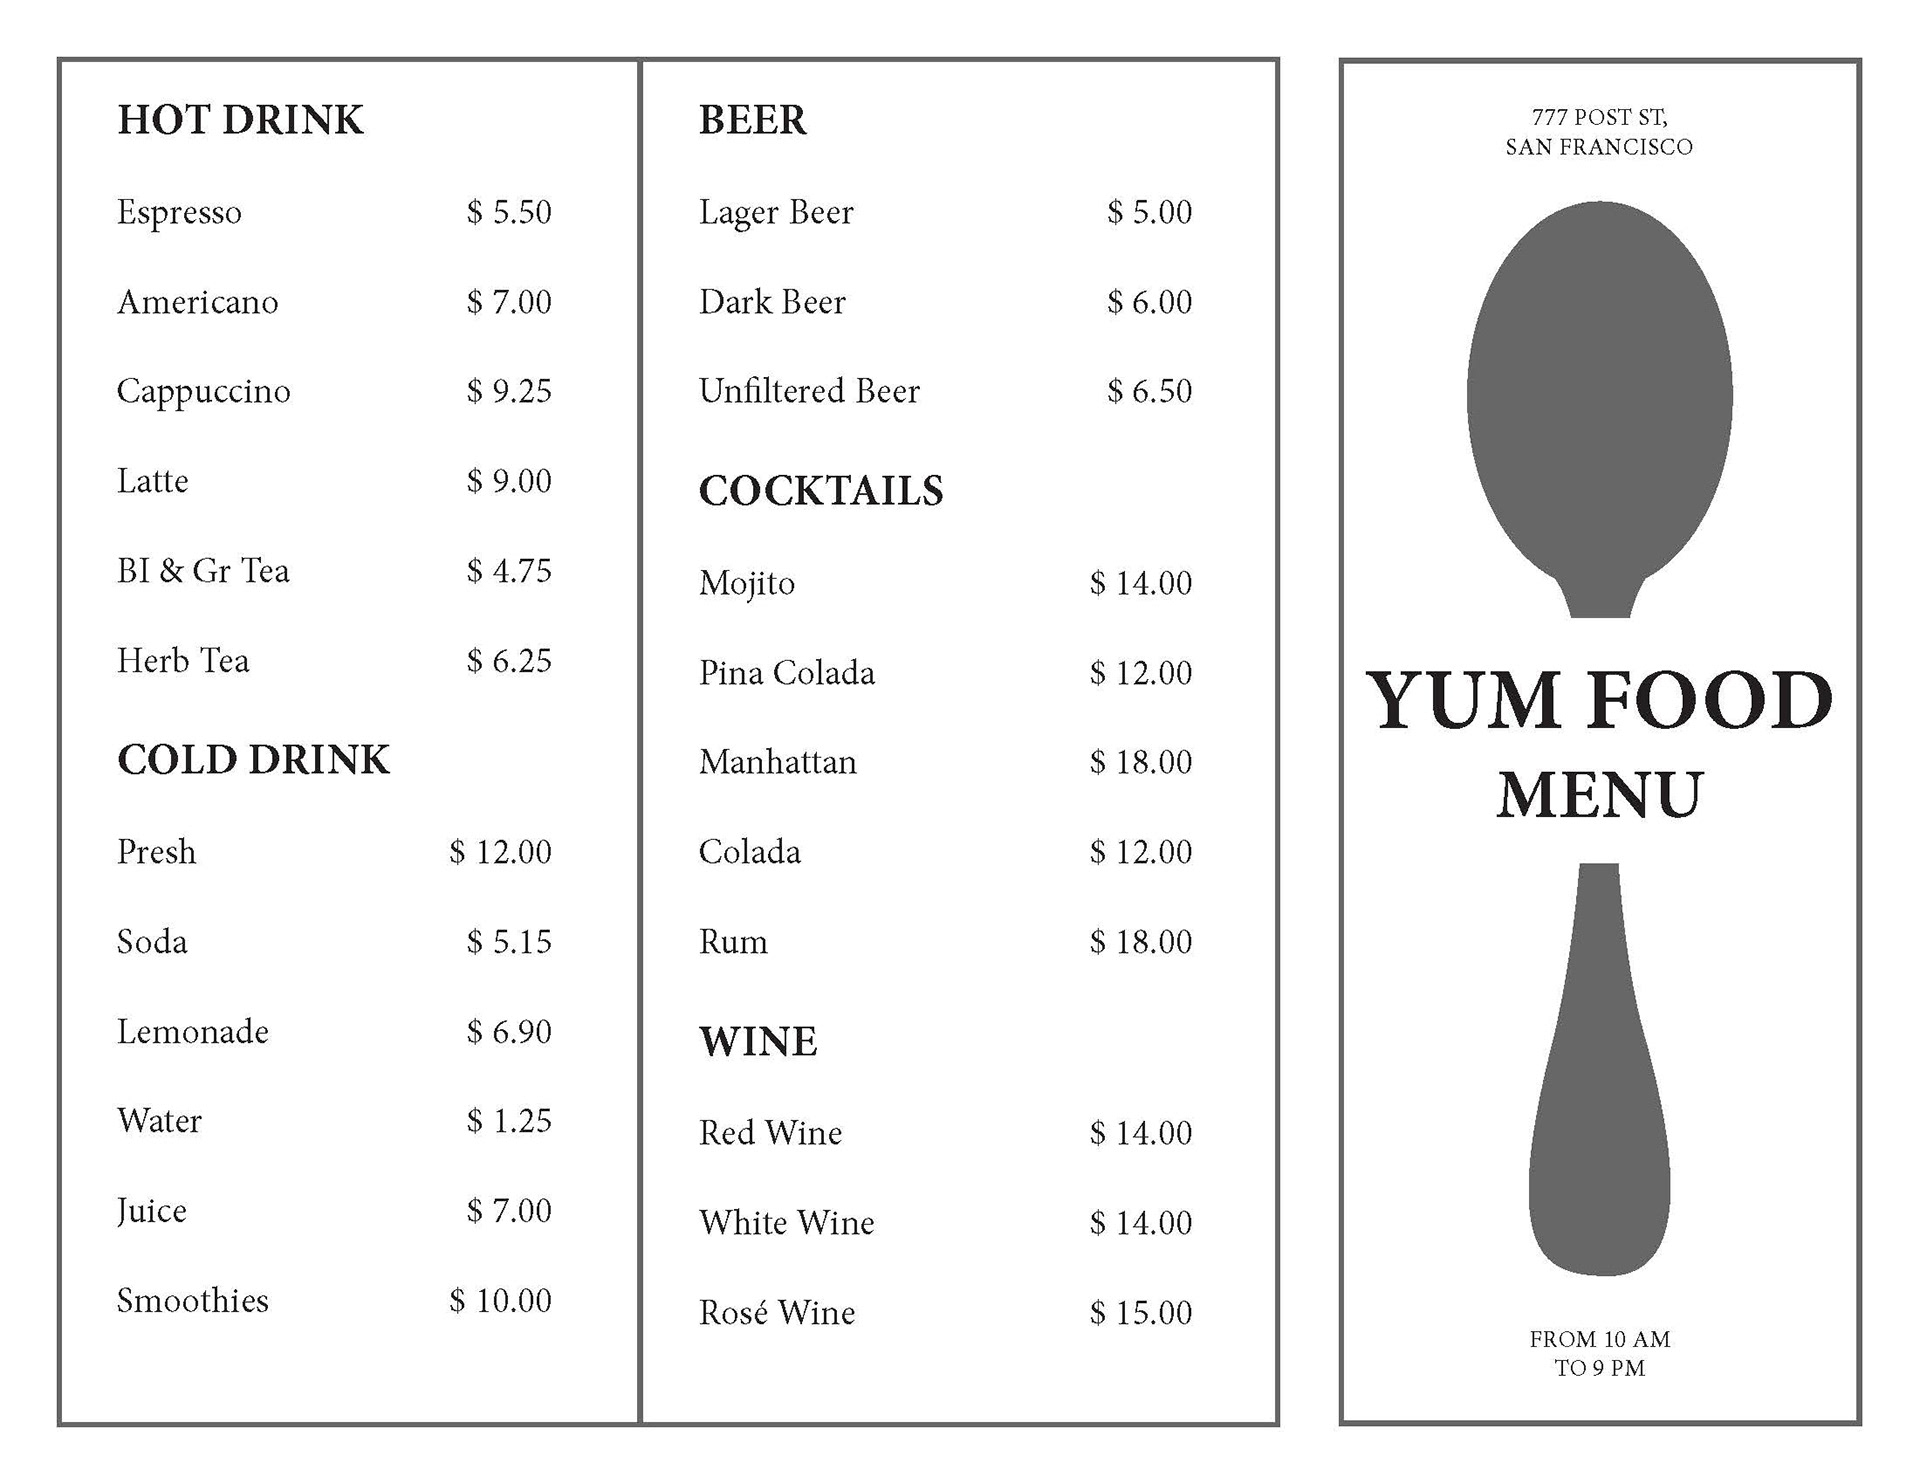 HOT DRINK
Espresso $ 5.50
Americano $ 7.00
Cappuccino $ 9.25
Latte $ 9.00
BI & Gr Tea $ 4.75
Herb Tea $ 6.25
COLD DRINK
Presh $ 12.00
Soda $ 5.15
Lemonade $ 6.90
Water $ 1.25
Juice $ 7.00
Smoothies $ 10.00
BEER
Lager Beer $ 5.00
Dark Beer $ 6.00
Unfiltered Beer $ 6.50
COCKTAILS
Mojito $ 14.00
Pina Colada $ 12.00
Manhattan $ 18.00
Colada $ 12.00
Rum $ 18.00
WINE
Red Wine $ 14.00
White Wine $ 14.00
Rosé Wine $ 15.00
777 POST ST,
SAN FRANCISCO
YUM FOOD
MENU
FROM 10 AM
TO 9 PM